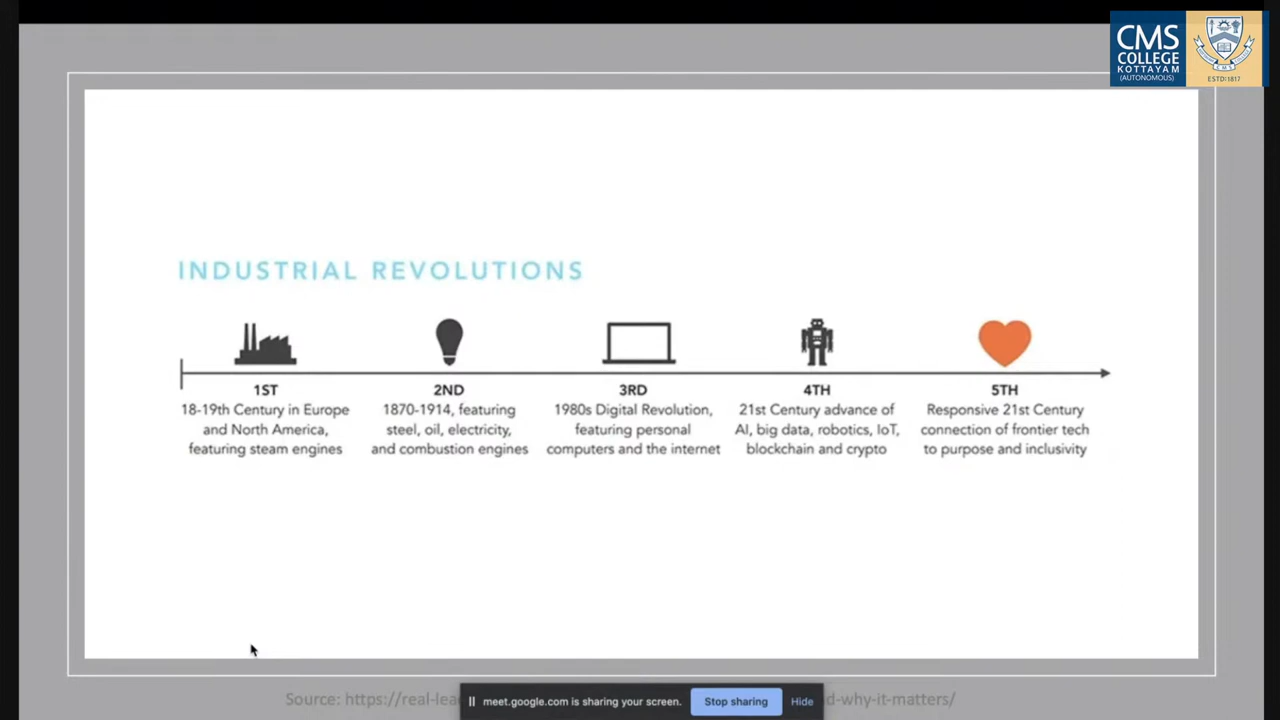 CMS
COLLEGE
KOTTAYAM
(AUTONOMOUS)
ESTD:1817
INDUSTRIAL REVOLUTIONS
1ST
18-19th Century in Europe
and North America,
featuring steam engines
2ND
1870-1914, featuring
steel, oil, electricity,
and combustion engines
3RD
1980s Digital Revolution,
featuring personal
computers and the internet
4TH
21st Century advance of
AI, big data, robotics, IoT,
blockchain and crypto
5TH
Responsive 21st Century
connection of frontier tech
to purpose and inclusivity
Source: https://real-lea d-why-it-matters/
meet.google.com is sharing your screen. Stop sharing Hide